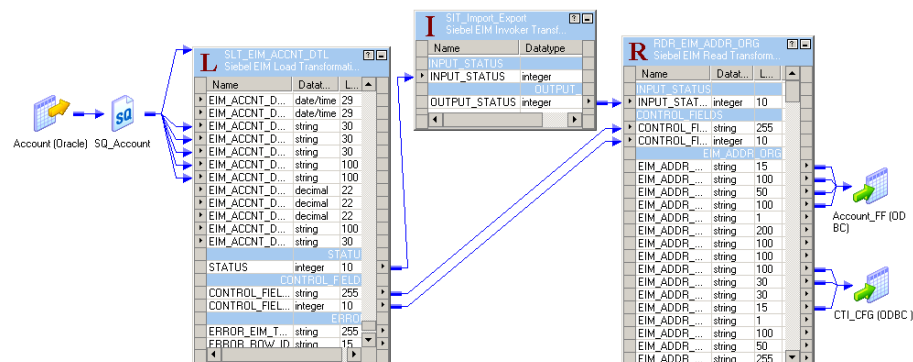 Account (Oracle)
SQ
SQ_Account
L
SLT_EIM_ACCNT_DTL
Siebel EIM Load Transformati...
Name Datat... L...
EIM_ACCNT_D... date/time 29
EIM_ACCNT_D... date/time 29
EIM_ACCNT_D... string 30
EIM_ACCNT_D... string 30
EIM_ACCNT_D... string 30
EIM_ACCNT_D... string 100
EIM_ACCNT_D... string 100
EIM_ACCNT_D... decimal 22
EIM_ACCNT_D... decimal 22
EIM_ACCNT_D... decimal 22
EIM_ACCNT_D... string 100
EIM_ACCNT_D... string 30
STATU
STATUS integer 10
CONTROL_FIELD
CONTROL_FIEL... string 255
CONTROL_FIEL... integer 10
ERRO
ERROR_EIM_T... string 255
ERROR_ROW_ID string 15
I
SIT_Import_Export
Siebel EIM Invoker Transf...
Name Datatype
INPUT_STATUS
INPUT_STATUS integer
OUTPUT_
OUTPUT_STATUS integer
R
RDR_EIM_ADDR_ORG
Siebel EIM Read Transform...
Name Datat... L...
INPUT_STATUS
INPUT_STAT... integer 10
CONTROL_FIELDS
CONTROL_FI... string 255
CONTROL_FI... integer 10
EIM_ADDR_ORG
EIM_ADDR_... string 15
EIM_ADDR_... string 100
EIM_ADDR_... string 50
EIM_ADDR_... string 100
EIM_ADDR_... string 1
EIM_ADDR_... string 200
EIM_ADDR_... string 100
EIM_ADDR_... string 100
EIM_ADDR_... string 100
EIM_ADDR_... string 30
EIM_ADDR_... string 30
EIM_ADDR_... string 15
EIM_ADDR_... string 1
EIM_ADDR_... string 100
EIM_ADDR_... string 50
EIM_ADDR... string 255
Account_FF (OD
BC)
CTI_CFG (ODBC )